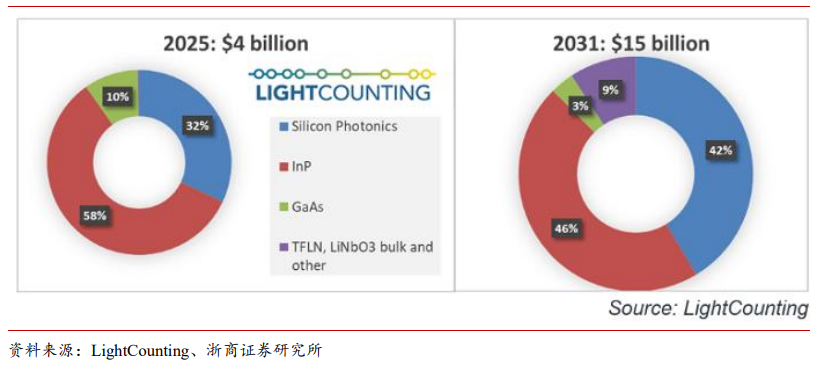 2025: $4 billion
10%
32%
58%
LIGHTCOUNTING
Silicon Photonics
InP
GaAs
TFLN, LiNbO3 bulk and
other
2031: $15 billion
9%
3%
42%
46%
Source: LightCounting
资料来源：LightCounting、浙商证券研究所